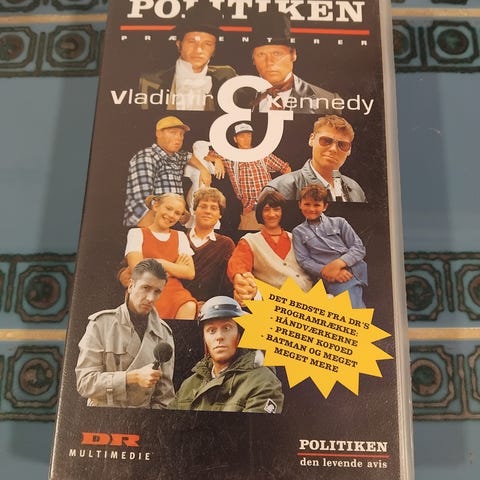 POLITIKEN
PRÆSENTERER
Vladimir & Kennedy
DET BEDSTE FRA DR'S
PROGRAMRÆKKE:
· HÅNDVÆRKERNE
· PREBEN KOFOED
· BATMAN OG MEGET
MEGET MERE
DR
MULTIMEDIE
POLITIKEN
den levende avis